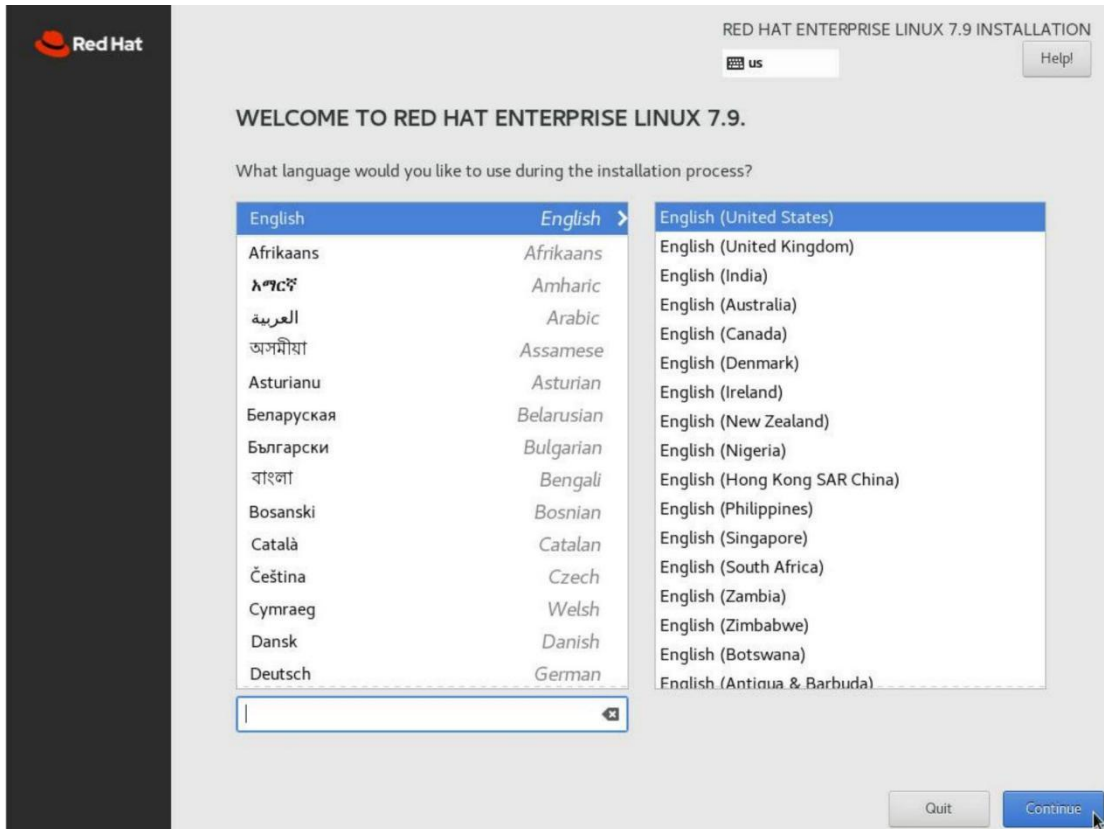 Red Hat
RED HAT ENTERPRISE LINUX 7.9 INSTALLATION
us
Help!
WELCOME TO RED HAT ENTERPRISE LINUX 7.9.
What language would you like to use during the installation process?
English English
Afrikaans Afrikaans
አማርኛ Amharic
العربية Arabic
অসমীয়া Assamese
Asturianu Asturian
Беларуская Belarusian
Български Bulgarian
বাংলা Bengali
Bosanski Bosnian
Català Catalan
Čeština Czech
Cymraeg Welsh
Dansk Danish
Deutsch German
English (United States)
English (United Kingdom)
English (India)
English (Australia)
English (Canada)
English (Denmark)
English (Ireland)
English (New Zealand)
English (Nigeria)
English (Hong Kong SAR China)
English (Philippines)
English (Singapore)
English (South Africa)
English (Zambia)
English (Zimbabwe)
English (Botswana)
English (Antigua & Barbuda)
Quit
Continue